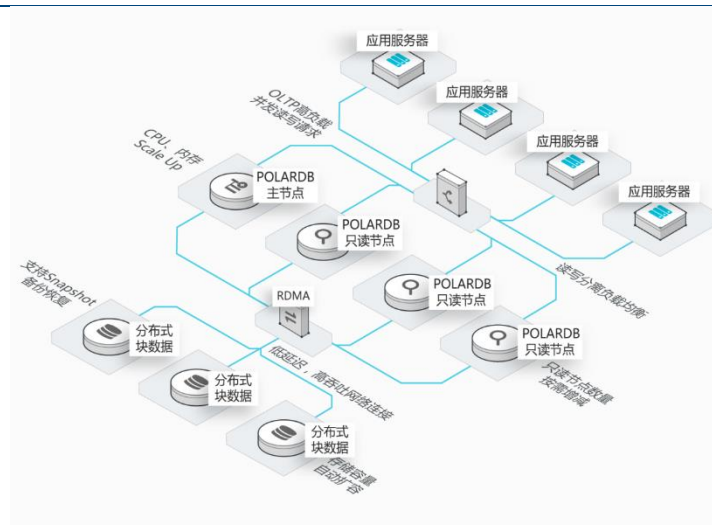 应用服务器
应用服务器
应用服务器
应用服务器
OLTP高负载
并发读写请求
CPU、内存
Scale Up
POLARDB
主节点
POLARDB
只读节点
POLARDB
只读节点
POLARDB
只读节点
读写分离负载均衡
只读节点数量
按需增减
RDMA
低延迟，高吞吐网络连接
支持Snapshot
备份恢复
分布式
块数据
分布式
块数据
分布式
块数据
存储容量
自动扩容